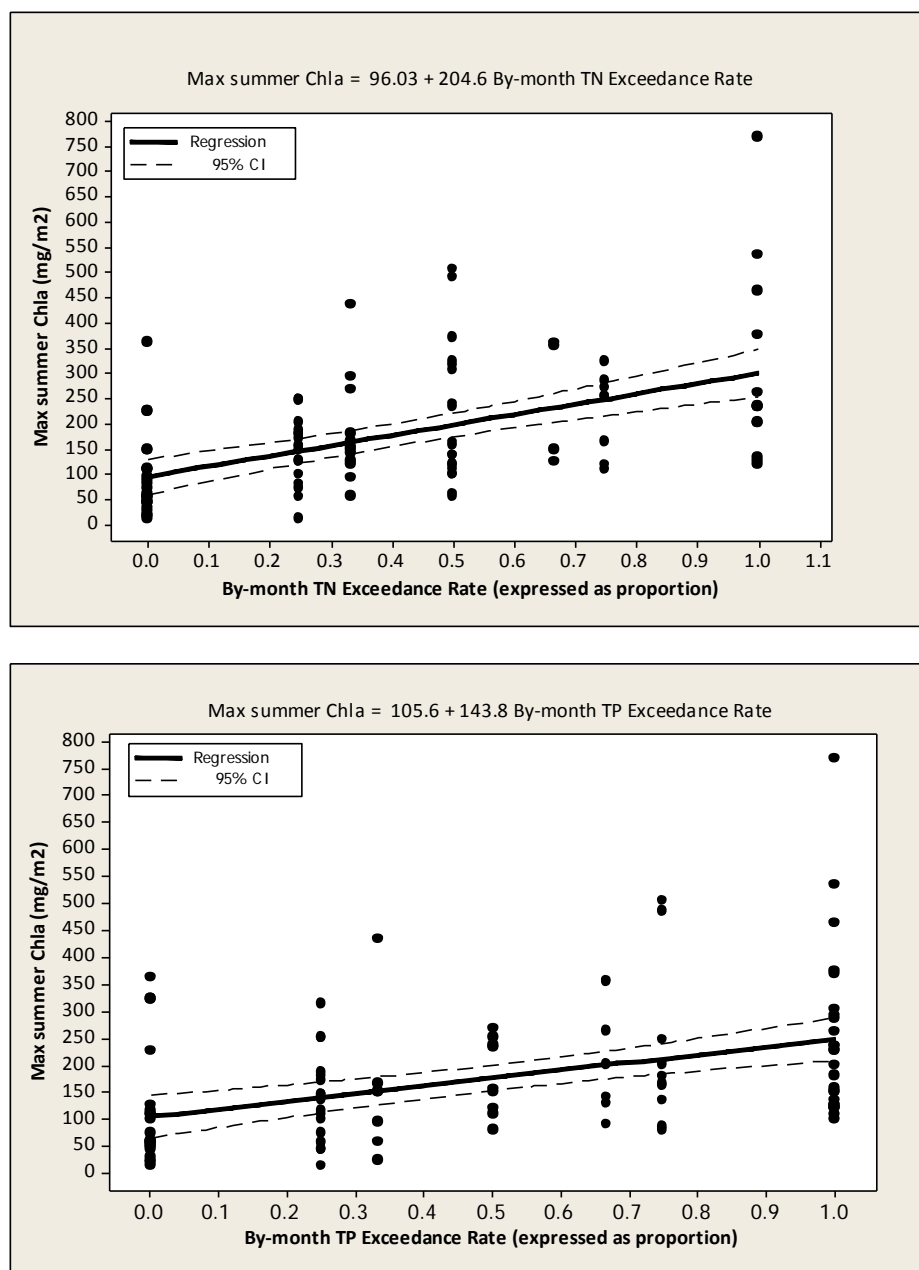 Max summer Chla = 96.03 + 204.6 By-month TN Exceedance Rate
800
750
700
650
600
550
500
450
400
350
300
250
200
150
100
50
0
Max summer Chla (mg/m2)
Regression
95% CI
0.0 0.1 0.2 0.3 0.4 0.5 0.6 0.7 0.8 0.9 1.0 1.1
By-month TN Exceedance Rate (expressed as proportion)
Max summer Chla = 105.6 + 143.8 By-month TP Exceedance Rate
800
750
700
650
600
550
500
450
400
350
300
250
200
150
100
50
0
Max summer Chla (mg/m2)
Regression
95% CI
0.0 0.1 0.2 0.3 0.4 0.5 0.6 0.7 0.8 0.9 1.0
By-month TP Exceedance Rate (expressed as proportion)